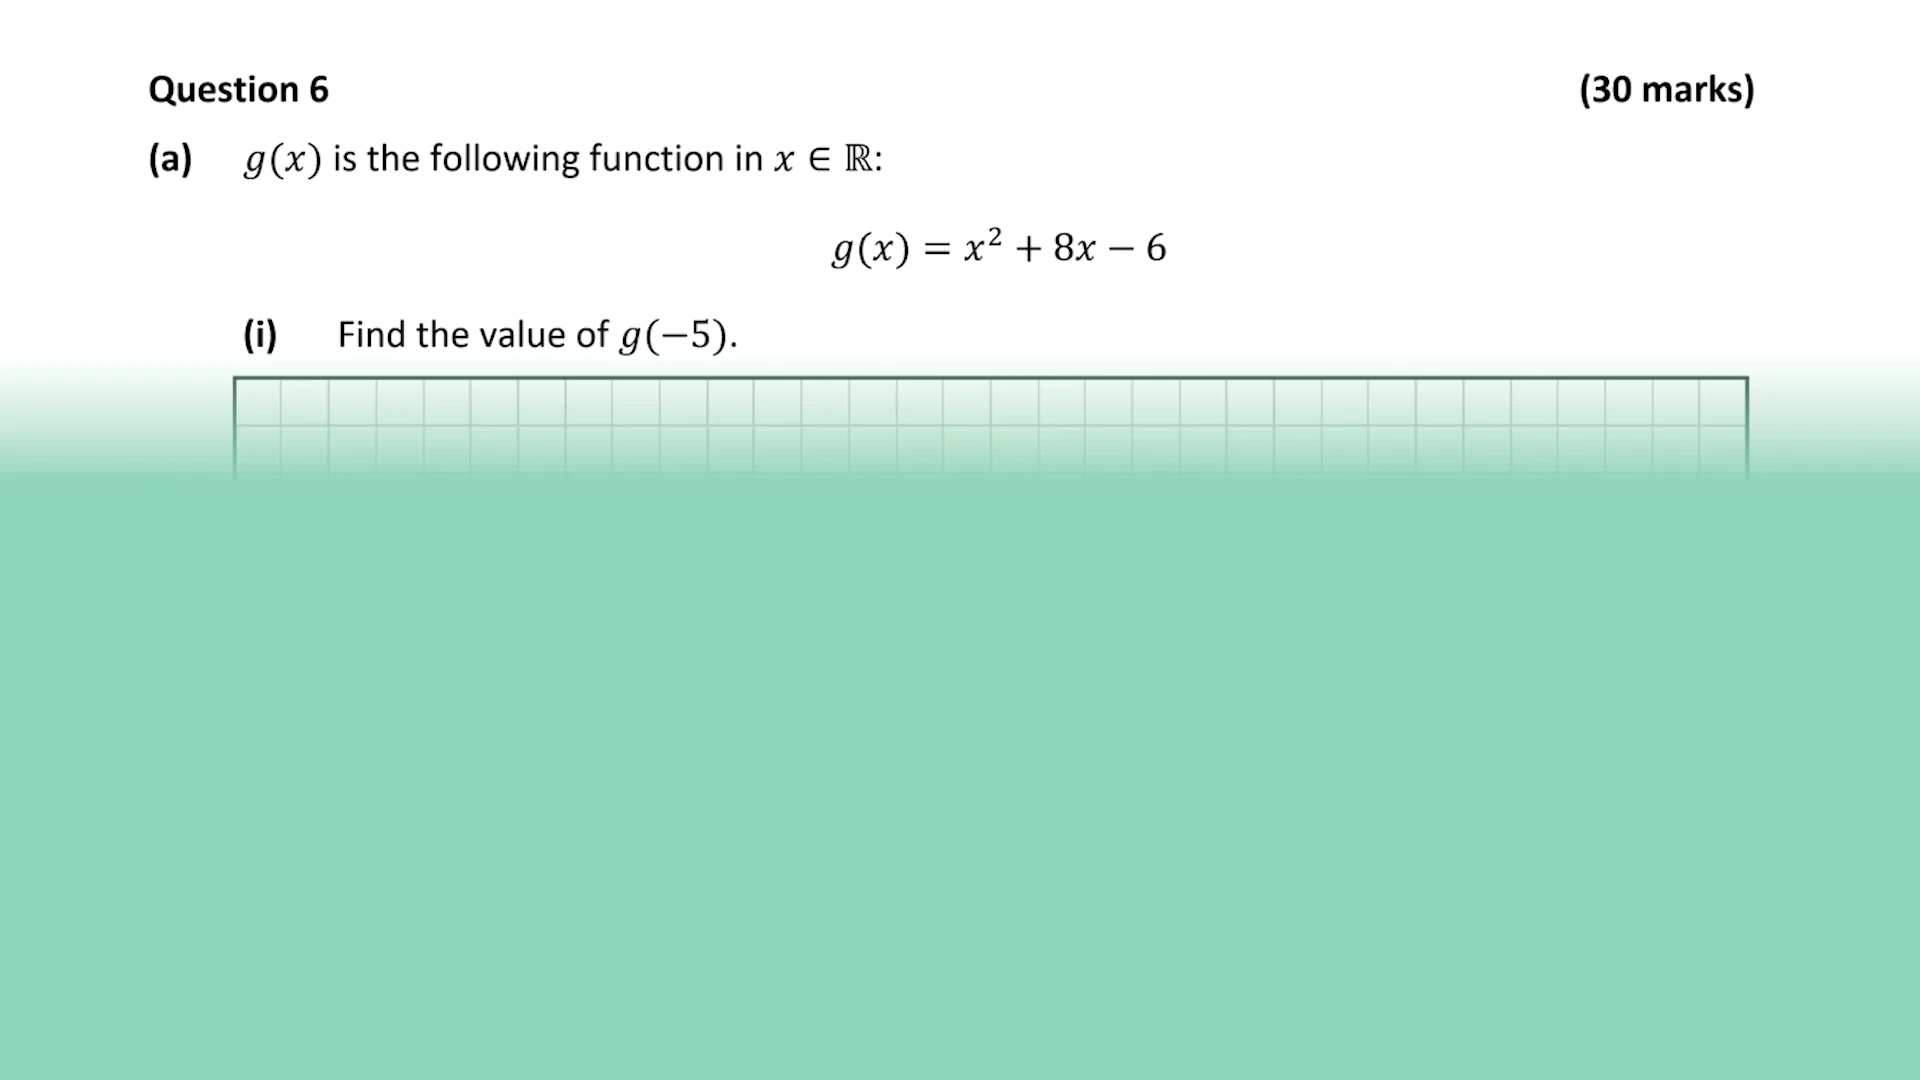 Question 6 (30 marks)
(a) g(x) is the following function in x ∈ ℝ:
g(x) = x² + 8x − 6
(i) Find the value of g(−5).